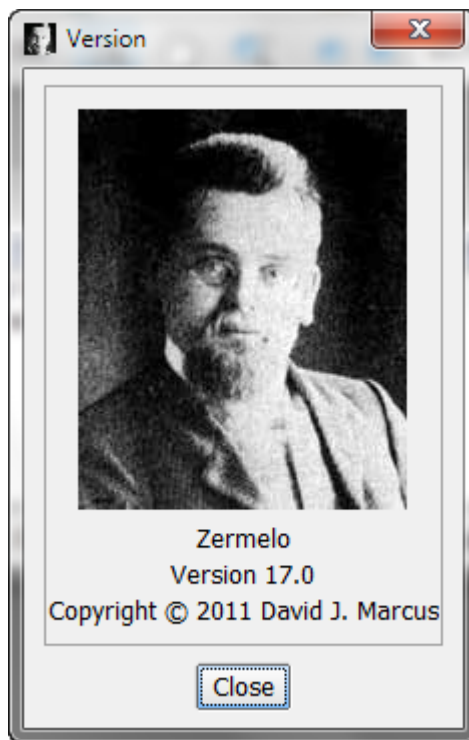 Version
Zermelo
Version 17.0
Copyright © 2011 David J. Marcus
Close